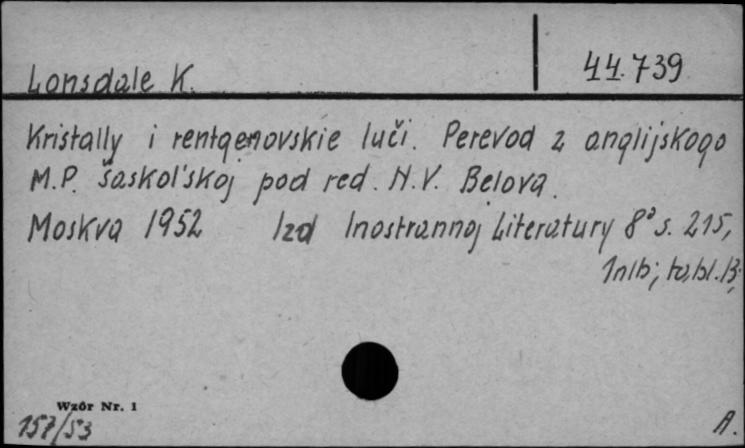 Lonsdale K.
44.739
Kristally i rentgenovskie luči. Perevod z anglijskogo
M.P. Šaskol'skoj pod red. N.V. Belova.
Moskva 1952 Izd Inostrannoj Literatury 8° s. 215,
1nlb; tabl. B;
Wzór Nr. 1
157/53
A.